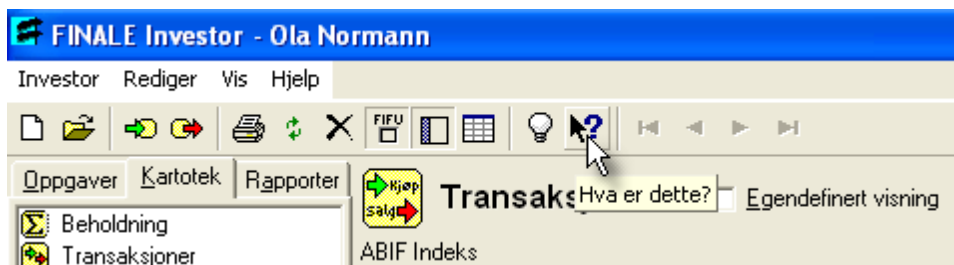 FINALE Investor - Ola Normann
Investor Rediger Vis Hjelp
FIFU
Oppgaver Kartotek Rapporter
Kjøp
salg
Transaks
Hva er dette?
Egendefinert visning
Beholdning
Transaksjoner
ABIF Indeks